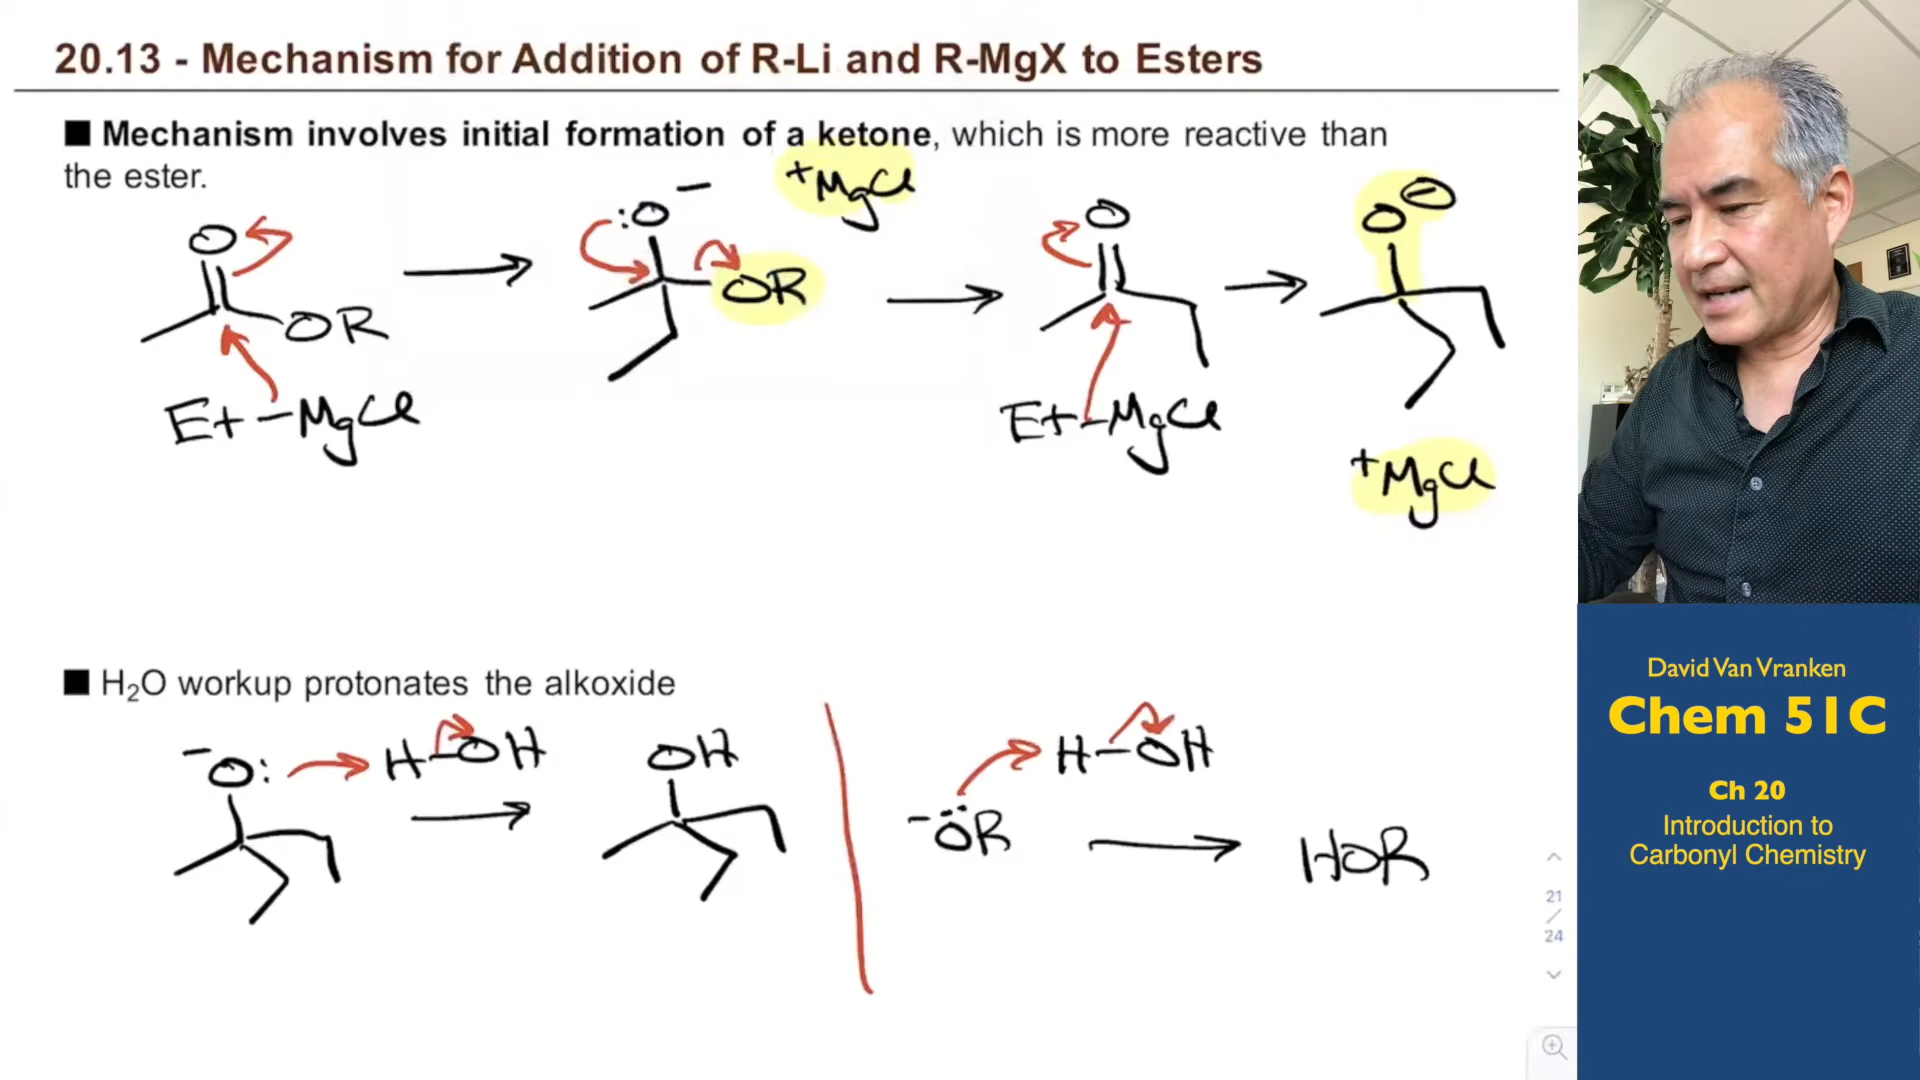 20.13 - Mechanism for Addition of R-Li and R-MgX to Esters
■ Mechanism involves initial formation of a ketone, which is more reactive than
the ester.
O
OR
Et-MgCl
:O –
+MgCl
OR
O
Et-MgCl
O ⊖
+MgCl
■ H₂O workup protonates the alkoxide
–O:
H-OH
OH
–ÖR
H-OH
HOR
21
/
24
David Van Vranken
Chem 51C
Ch 20
Introduction to
Carbonyl Chemistry